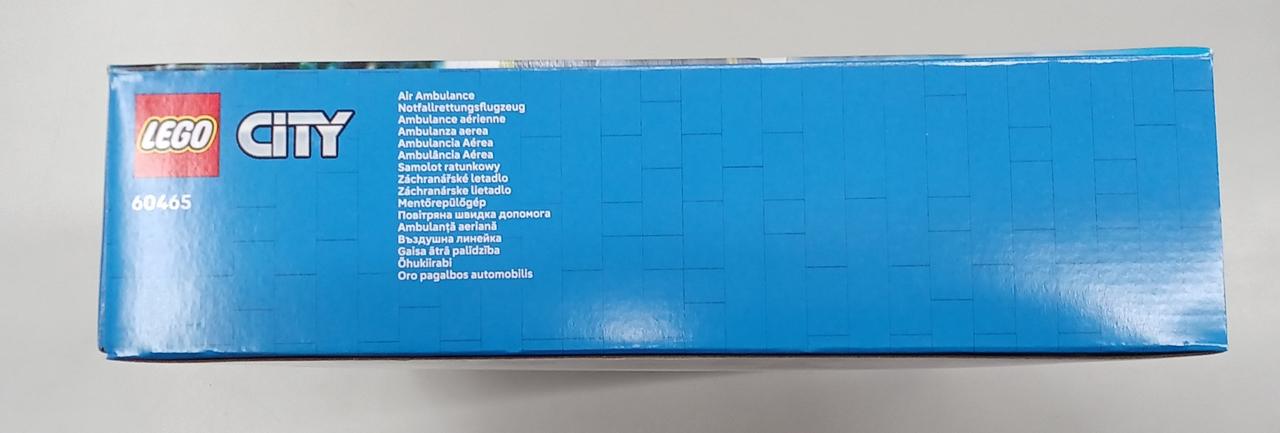 LEGO
CITY
60465
Air Ambulance
Notfallrettungsflugzeug
Ambulance aérienne
Ambulanza aerea
Ambulancia Aérea
Ambulância Aérea
Samolot ratunkowy
Záchranářské letadlo
Záchranárske lietadlo
Mentőrepülőgép
Повітряна швидка допомога
Ambulanță aeriană
Въздушна линейка
Gaisa ātrā palīdzība
Õhukiirabi
Oro pagalbos automobilis